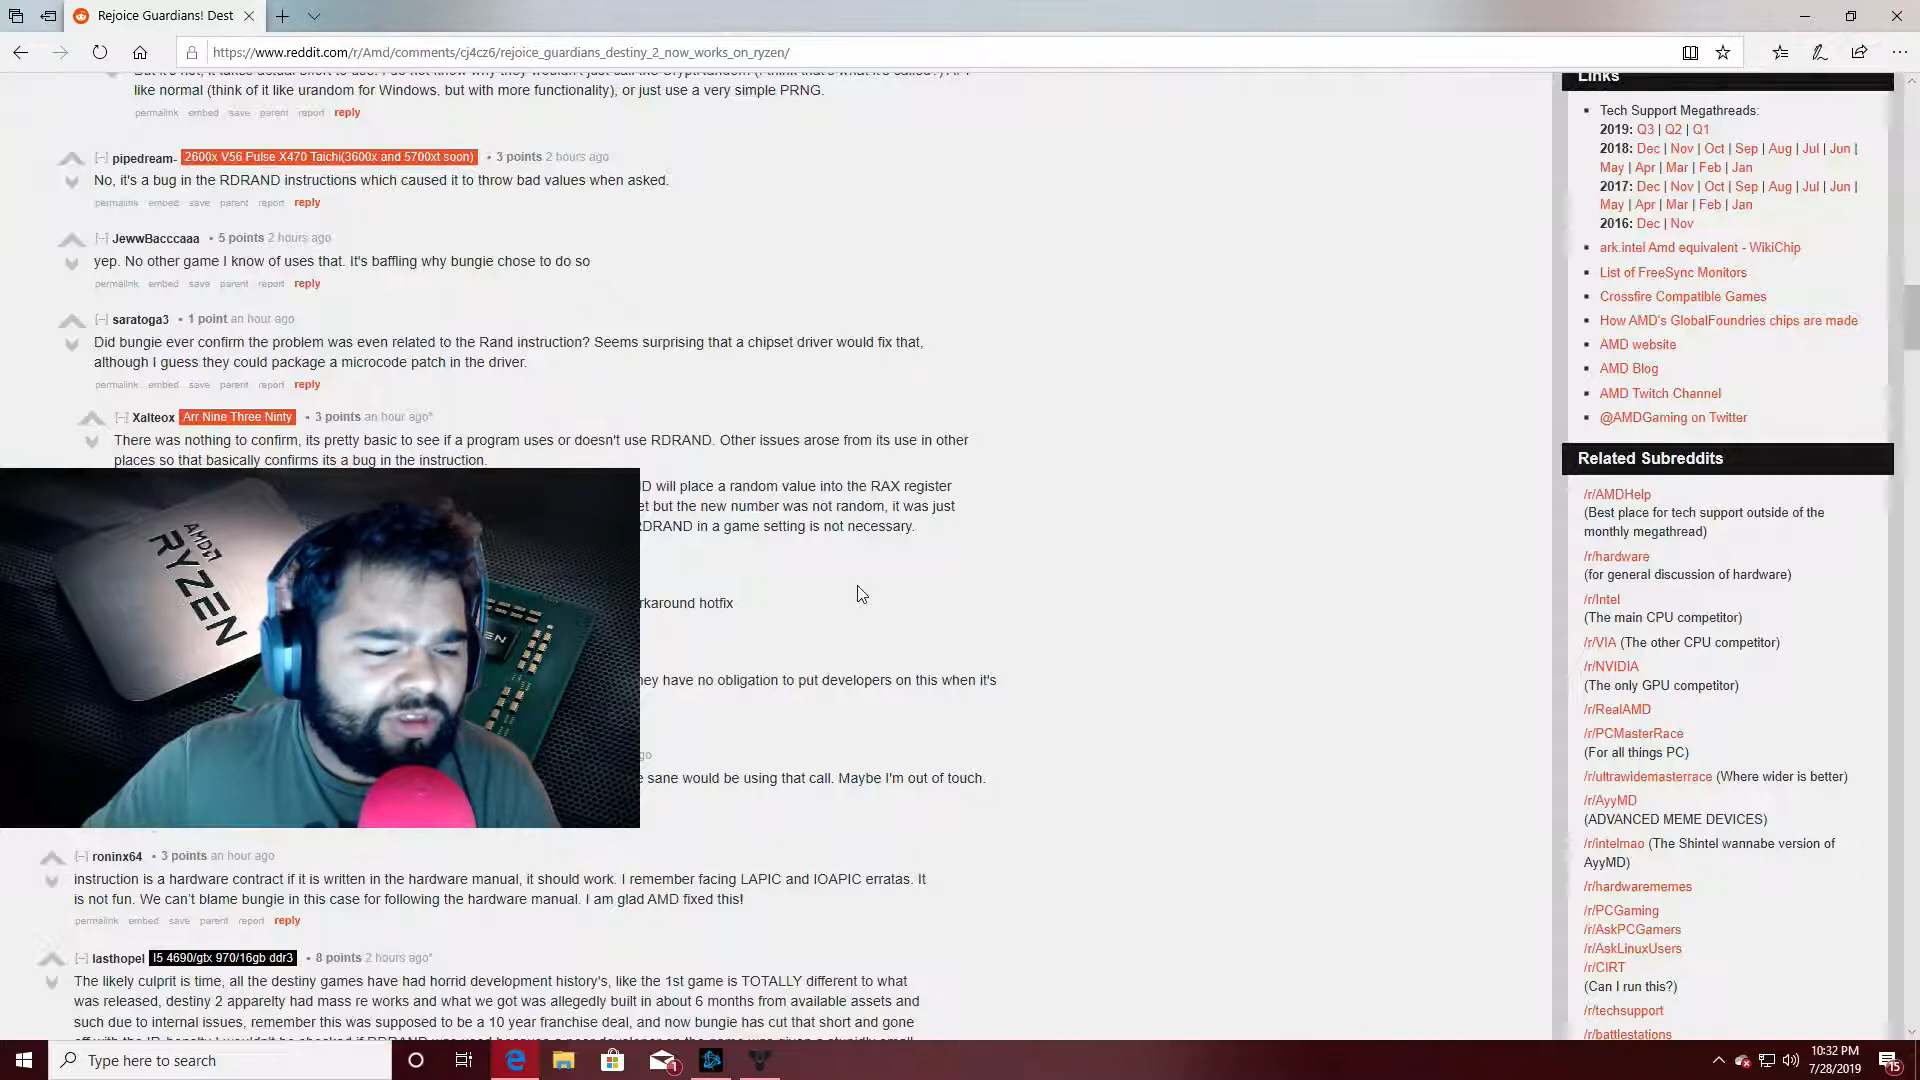 Rejoice Guardians! Dest
https://www.reddit.com/r/Amd/comments/cj4cz6/rejoice_guardians_destiny_2_now_works_on_ryzen/
like normal (think of it like urandom for Windows, but with more functionality), or just use a very simple PRNG.
permalink embed save parent report reply
[–] pipedream- 2600x V56 Pulse X470 Taichi(3600x and 5700xt soon) • 3 points 2 hours ago
No, it's a bug in the RDRAND instructions which caused it to throw bad values when asked.
permalink embed save parent report reply
[–] JewwBacccaaa • 5 points 2 hours ago
yep. No other game I know of uses that. It's baffling why bungie chose to do so
permalink embed save parent report reply
[–] saratoga3 • 1 point an hour ago
Did bungie ever confirm the problem was even related to the Rand instruction? Seems surprising that a chipset driver would fix that,
although I guess they could package a microcode patch in the driver.
permalink embed save parent report reply
[–] Xalteox Arr Nine Three Ninty • 3 points an hour ago*
There was nothing to confirm, its pretty basic to see if a program uses or doesn't use RDRAND. Other issues arose from its use in other
places so that basically confirms its a bug in the instruction.
D will place a random value into the RAX register
et but the new number was not random, it was just
RDRAND in a game setting is not necessary.
rkaround hotfix
hey have no obligation to put developers on this when it's
go
e sane would be using that call. Maybe I'm out of touch.
AMD
RYZEN
EN
[–] roninx64 • 3 points an hour ago
instruction is a hardware contract if it is written in the hardware manual, it should work. I remember facing LAPIC and IOAPIC erratas. It
is not fun. We can't blame bungie in this case for following the hardware manual. I am glad AMD fixed this!
permalink embed save parent report reply
[–] lasthopel I5 4690/gtx 970/16gb ddr3 • 8 points 2 hours ago*
The likely culprit is time, all the destiny games have had horrid development history's, like the 1st game is TOTALLY different to what
was released, destiny 2 apparelty had mass re works and what we got was allegedly built in about 6 months from available assets and
such due to internal issues, remember this was supposed to be a 10 year franchise deal, and now bungie has cut that short and gone
Links
Tech Support Megathreads:
2019: Q3 | Q2 | Q1
2018: Dec | Nov | Oct | Sep | Aug | Jul | Jun |
May | Apr | Mar | Feb | Jan
2017: Dec | Nov | Oct | Sep | Aug | Jul | Jun |
May | Apr | Mar | Feb | Jan
2016: Dec | Nov
ark.intel Amd equivalent - WikiChip
List of FreeSync Monitors
Crossfire Compatible Games
How AMD's GlobalFoundries chips are made
AMD website
AMD Blog
AMD Twitch Channel
@AMDGaming on Twitter
Related Subreddits
/r/AMDHelp
(Best place for tech support outside of the
monthly megathread)
/r/hardware
(for general discussion of hardware)
/r/Intel
(The main CPU competitor)
/r/VIA (The other CPU competitor)
/r/NVIDIA
(The only GPU competitor)
/r/RealAMD
/r/PCMasterRace
(For all things PC)
/r/ultrawidemasterrace (Where wider is better)
/r/AyyMD
(ADVANCED MEME DEVICES)
/r/intelmao (The Shintel wannabe version of
AyyMD)
/r/hardwarememes
/r/PCGaming
/r/AskPCGamers
/r/AskLinuxUsers
/r/CIRT
(Can I run this?)
/r/techsupport
/r/battlestations
Type here to search
1
10:32 PM
7/28/2019
15